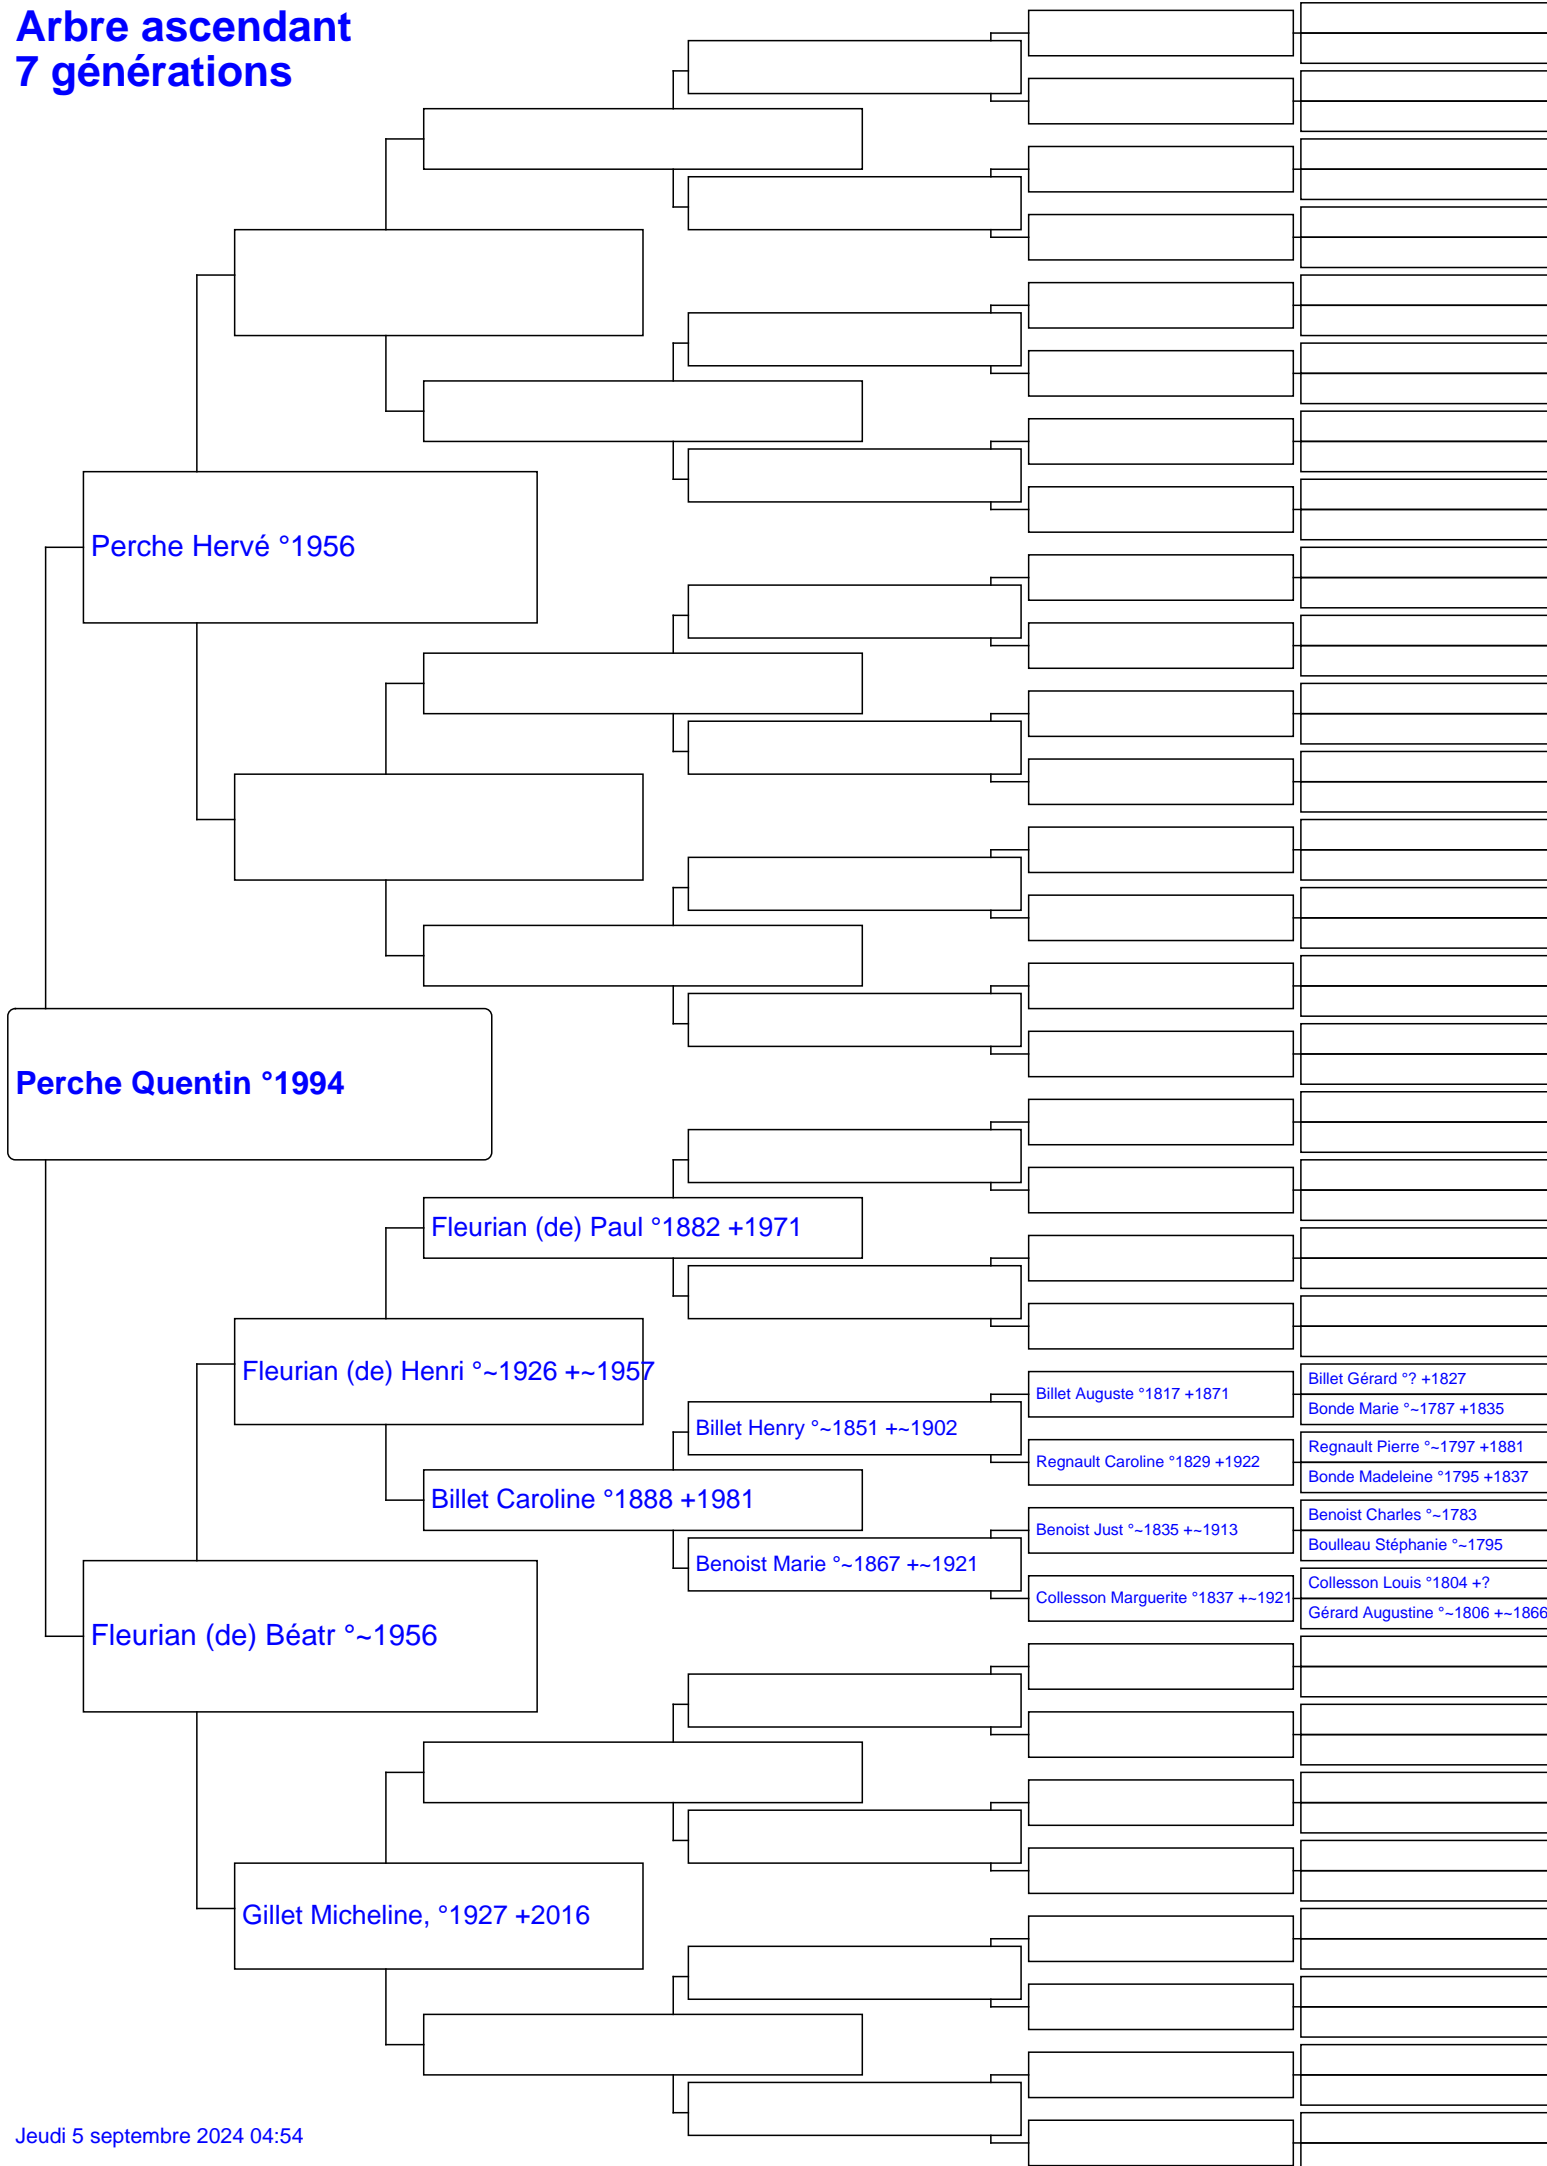 Arbre ascendant
7 générations
Perche Hervé °1956
Perche Quentin °1994
Fleurian (de) Paul °1882 +1971
Fleurian (de) Henri °~1926 +~1957
Billet Auguste °1817 +1871
Billet Gérard °? +1827
Bonde Marie °~1787 +1835
Billet Henry °~1851 +~1902
Regnault Caroline °1829 +1922
Regnault Pierre °~1797 +1881
Bonde Madeleine °1795 +1837
Billet Caroline °1888 +1981
Benoist Just °~1835 +~1913
Benoist Charles °~1783
Boulleau Stéphanie °~1795
Benoist Marie °~1867 +~1921
Collesson Marguerite °1837 +~1921
Collesson Louis °1804 +?
Gérard Augustine °~1806 +~1866
Fleurian (de) Béatr °~1956
Gillet Micheline, °1927 +2016
Jeudi 5 septembre 2024 04:54